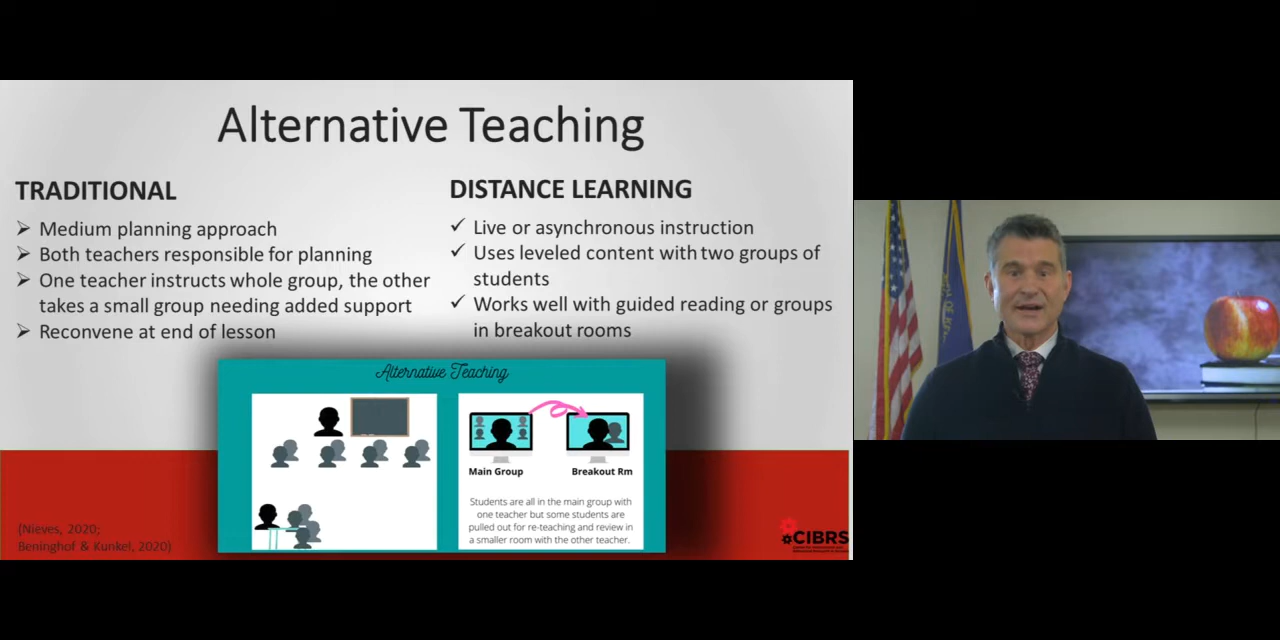 Alternative Teaching
TRADITIONAL
Medium planning approach
Both teachers responsible for planning
One teacher instructs whole group, the other
takes a small group needing added support
Reconvene at end of lesson
DISTANCE LEARNING
Live or asynchronous instruction
Uses leveled content with two groups of
students
Works well with guided reading or groups
in breakout rooms
Alternative Teaching
Main Group
Breakout Rm
Students are all in the main group with
one teacher but some students are
pulled out for re-teaching and review in
a smaller room with the other teacher.
(Nieves, 2020;
Beninghof & Kunkel, 2020)
CIBRS